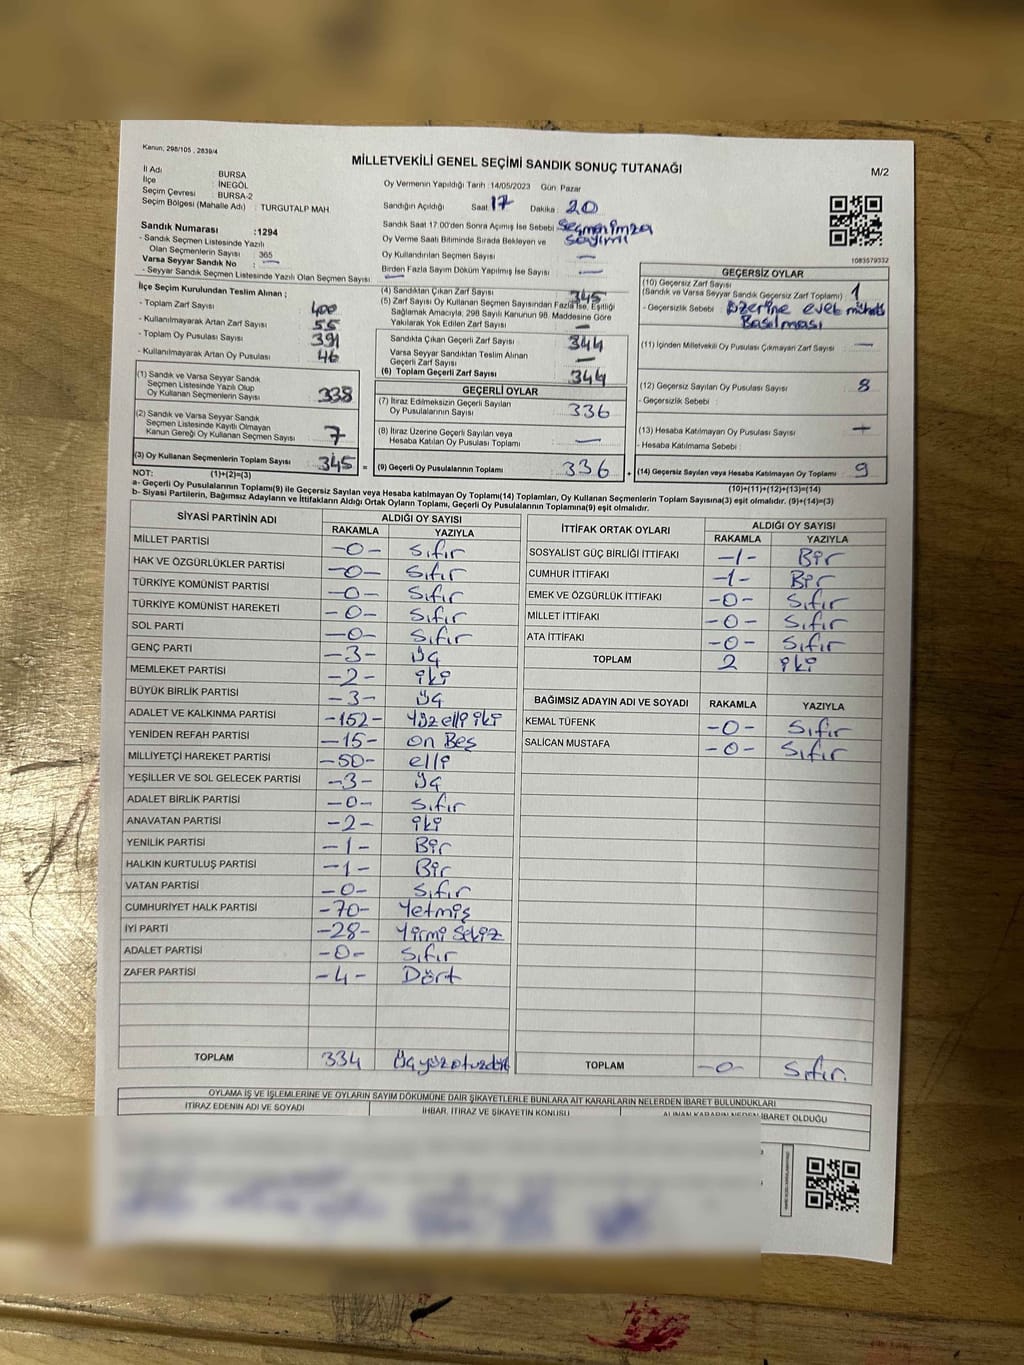 Kanun, 298/105 , 2839/4
MİLLETVEKİLİ GENEL SEÇİMİ SANDIK SONUÇ TUTANAĞI
M/2
İl Adı : BURSA
İlçe : İNEGÖL
Seçim Çevresi : BURSA-2
Seçim Bölgesi (Mahalle Adı) : TURGUTALP MAH
Oy Vermenin Yapıldığı Tarih :14/05/2023 Gün: Pazar
Sandığın Açıldığı Saat : 17 Dakika : 20
Sandık Saat 17:00'den Sonra Açımış İse Sebebi : Seçmen imza
sayımı
Oy Verme Saati Bitiminde Sırada Bekleyen ve
Oy Kullandırılan Seçmen Sayısı —
Birden Fazla Sayım Döküm Yapılmış İse Sayısı —
1083579332
Sandık Numarası :1294
- Sandık Seçmen Listesinde Yazılı
Olan Seçmenlerin Sayısı : 365
Varsa Seyyar Sandık No : —
- Seyyar Sandık Seçmen Listesinde Yazılı Olan Seçmen Sayısı: —
İlçe Seçim Kurulundan Teslim Alınan ;
- Toplam Zarf Sayısı 400
- Kullanılmayarak Artan Zarf Sayısı 55
- Toplam Oy Pusulası Sayısı 391
- Kullanılmayarak Artan Oy Pusulası 46
(1) Sandık ve Varsa Seyyar Sandık
Seçmen Listesinde Yazılı Olup
Oy Kullanan Seçmenlerin Sayısı 338
(2) Sandık ve Varsa Seyyar Sandık
Seçmen Listesinde Kayıtlı Olmayan
Kanun Gereği Oy Kullanan Seçmen Sayısı 7
(3) Oy Kullanan Seçmenlerin Toplam Sayısı 345 =
(1)+(2)=(3)
(4) Sandıktan Çıkan Zarf Sayısı 345
(5) Zarf Sayısı Oy Kullanan Seçmen Sayısından Fazla İse, Eşitliği
Sağlamak Amacıyla, 298 Sayılı Kanunun 98. Maddesine Göre
Yakılarak Yok Edilen Zarf Sayısı —
Sandıkta Çıkan Geçerli Zarf Sayısı 344
Varsa Seyyar Sandıktan Teslim Alınan
Geçerli Zarf Sayısı —
(6) Toplam Geçerli Zarf Sayısı 344
GEÇERLİ OYLAR
(7) İtiraz Edilmeksizin Geçerli Sayılan
Oy Pusulalarının Sayısı 336
(8) İtiraz Üzerine Geçerli Sayılan veya
Hesaba Katılan Oy Pusulası Toplamı —
(9) Geçerli Oy Pusulalarının Toplamı 336 +
GEÇERSİZ OYLAR
(10) Geçersiz Zarf Sayısı
(Sandık ve Varsa Seyyar Sandık Geçersiz Zarf Toplamı) : 1
- Geçersizlik Sebebi : üzerine evet
Basılması
(11) İçinden Milletvekili Oy Pusulası Çıkmayan Zarf Sayısı —
(12) Geçersiz Sayılan Oy Pusulası Sayısı 8
- Geçersizlik Sebebi :
(13) Hesaba Katılmayan Oy Pusulası Sayısı —
- Hesaba Katılmama Sebebi :
(14) Geçersiz Sayılan veya Hesaba Katılmayan Oy Toplamı 9
(10)+(11)+(12)+(13)=(14)
NOT:
a- Geçerli Oy Pusulalarının Toplamı(9) ile Geçersiz Sayılan veya Hesaba katılmayan Oy Toplamı(14) Toplamları, Oy Kullanan Seçmenlerin Toplam Sayısına(3) eşit olmalıdır. (9)+(14)=(3)
b- Siyasi Partilerin, Bağımsız Adayların ve İttifakların Aldığı Ortak Oyların Toplamı, Geçerli Oy Pusulalarının Toplamına(9) eşit olmalıdır.
SİYASİ PARTİNİN ADI ALDIĞI OY SAYISI
RAKAMLA YAZIYLA
MİLLET PARTİSİ -0- Sıfır
HAK VE ÖZGÜRLÜKLER PARTİSİ -0- Sıfır
TÜRKİYE KOMÜNİST PARTİSİ -0- Sıfır
TÜRKİYE KOMÜNİST HAREKETİ -0- Sıfır
SOL PARTİ -0- Sıfır
GENÇ PARTİ -3- üç
MEMLEKET PARTİSİ -2- iki
BÜYÜK BİRLİK PARTİSİ -3- üç
ADALET VE KALKINMA PARTİSİ -152- Yüz elli iki
YENİDEN REFAH PARTİSİ -15- on Beş
MİLLİYETÇİ HAREKET PARTİSİ -50- elli
YEŞİLLER VE SOL GELECEK PARTİSİ -3- üç
ADALET BİRLİK PARTİSİ -0- Sıfır
ANAVATAN PARTİSİ -2- iki
YENİLİK PARTİSİ -1- Bir
HALKIN KURTULUŞ PARTİSİ -1- Bir
VATAN PARTİSİ -0- Sıfır
CUMHURİYET HALK PARTİSİ -70- Yetmiş
İYİ PARTİ -28- Yirmi Sekiz
ADALET PARTİSİ -0- Sıfır
ZAFER PARTİSİ -4- Dört
TOPLAM 334 üçyüzotuzdört
İTTİFAK ORTAK OYLARI ALDIĞI OY SAYISI
RAKAMLA YAZIYLA
SOSYALİST GÜÇ BİRLİĞİ İTTİFAKI -1- Bir
CUMHUR İTTİFAKI -1- Bir
EMEK VE ÖZGÜRLÜK İTTİFAKI -0- Sıfır
MİLLET İTTİFAKI -0- Sıfır
ATA İTTİFAKI -0- Sıfır
TOPLAM 2 iki
BAĞIMSIZ ADAYIN ADI VE SOYADI RAKAMLA YAZIYLA
KEMAL TÜFENK -0- Sıfır
SALİCAN MUSTAFA -0- Sıfır
TOPLAM -0- Sıfır.
OYLAMA İŞ VE İŞLEMLERİNE VE OYLARIN SAYIM DÖKÜMÜNE DAİR ŞİKAYETLERLE BUNLARA AİT KARARLARIN NELERDEN İBARET BULUNDUKLARI
İTİRAZ EDENİN ADI VE SOYADI İHBAR, İTİRAZ VE ŞİKAYETİN KONUSU ALINAN KARARIN NEDEN İBARET OLDUĞU